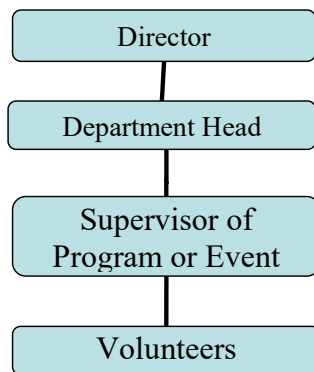 Director
Department Head
Supervisor of
Program or Event
Volunteers